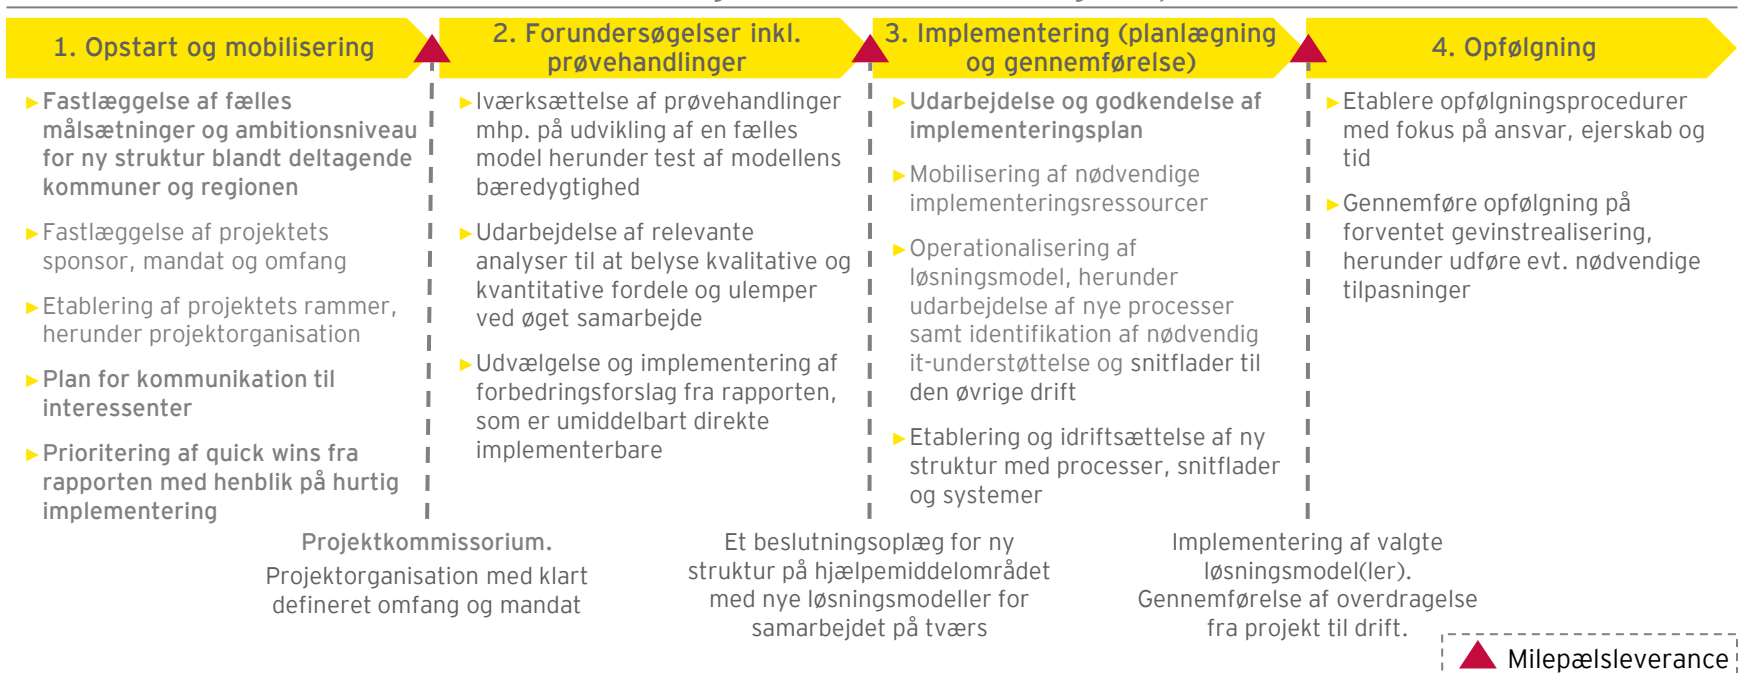 1. Opstart og mobilisering
► Fastlæggelse af fælles
målsætninger og ambitionsniveau
for ny struktur blandt deltagende
kommuner og regionen
► Fastlæggelse af projektets
sponsor, mandat og omfang
► Etablering af projektets rammer,
herunder projektorganisation
► Plan for kommunikation til
interessenter
► Prioritering af quick wins fra
rapporten med henblik på hurtig
implementering
2. Forundersøgelser inkl.
prøvehandlinger
► Iværksættelse af prøvehandlinger
mhp. på udvikling af en fælles
model herunder test af modellens
bæredygtighed
► Udarbejdelse af relevante
analyser til at belyse kvalitative og
kvantitative fordele og ulemper
ved øget samarbejde
► Udvælgelse og implementering af
forbedringsforslag fra rapporten,
som er umiddelbart direkte
implementerbare
3. Implementering (planlægning
og gennemførelse)
► Udarbejdelse og godkendelse af
implementeringsplan
► Mobilisering af nødvendige
implementeringsressourcer
► Operationalisering af
løsningsmodel, herunder
udarbejdelse af nye processer
samt identifikation af nødvendig
it-understøttelse og snitflader til
den øvrige drift
► Etablering og idriftsættelse af ny
struktur med processer, snitflader
og systemer
4. Opfølgning
► Etablere opfølgningsprocedurer
med fokus på ansvar, ejerskab og
tid
► Gennemføre opfølgning på
forventet gevinstrealisering,
herunder udføre evt. nødvendige
tilpasninger
Projektkommissorium.
Projektorganisation med klart
defineret omfang og mandat
Et beslutningsoplæg for ny
struktur på hjælpemiddelområdet
med nye løsningsmodeller for
samarbejdet på tværs
Implementering af valgte
løsningsmodel(ler).
Gennemførelse af overdragelse
fra projekt til drift.
Milepælsleverance